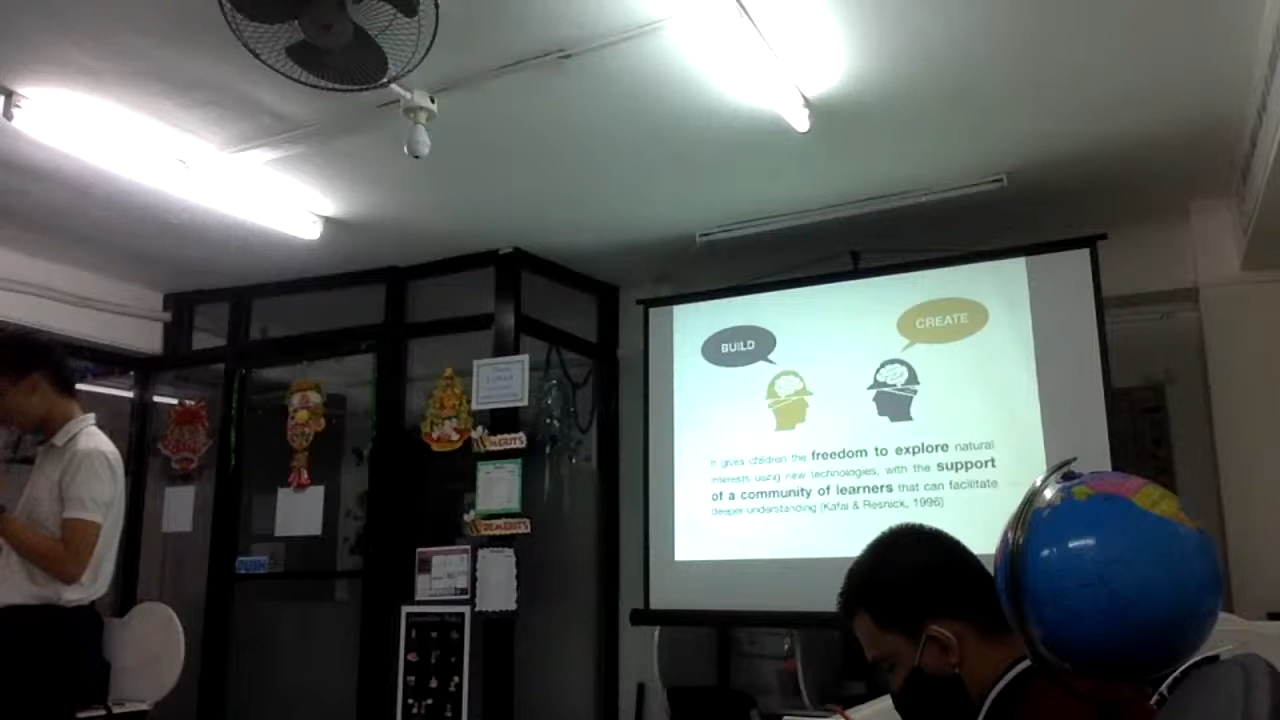 BUILD
CREATE
It gives children the freedom to explore natural
interests using new technologies, with the support
of a community of learners that can facilitate
deeper understanding (Kafai & Resnick, 1996)
MERITS
DEMERITS
PUSH